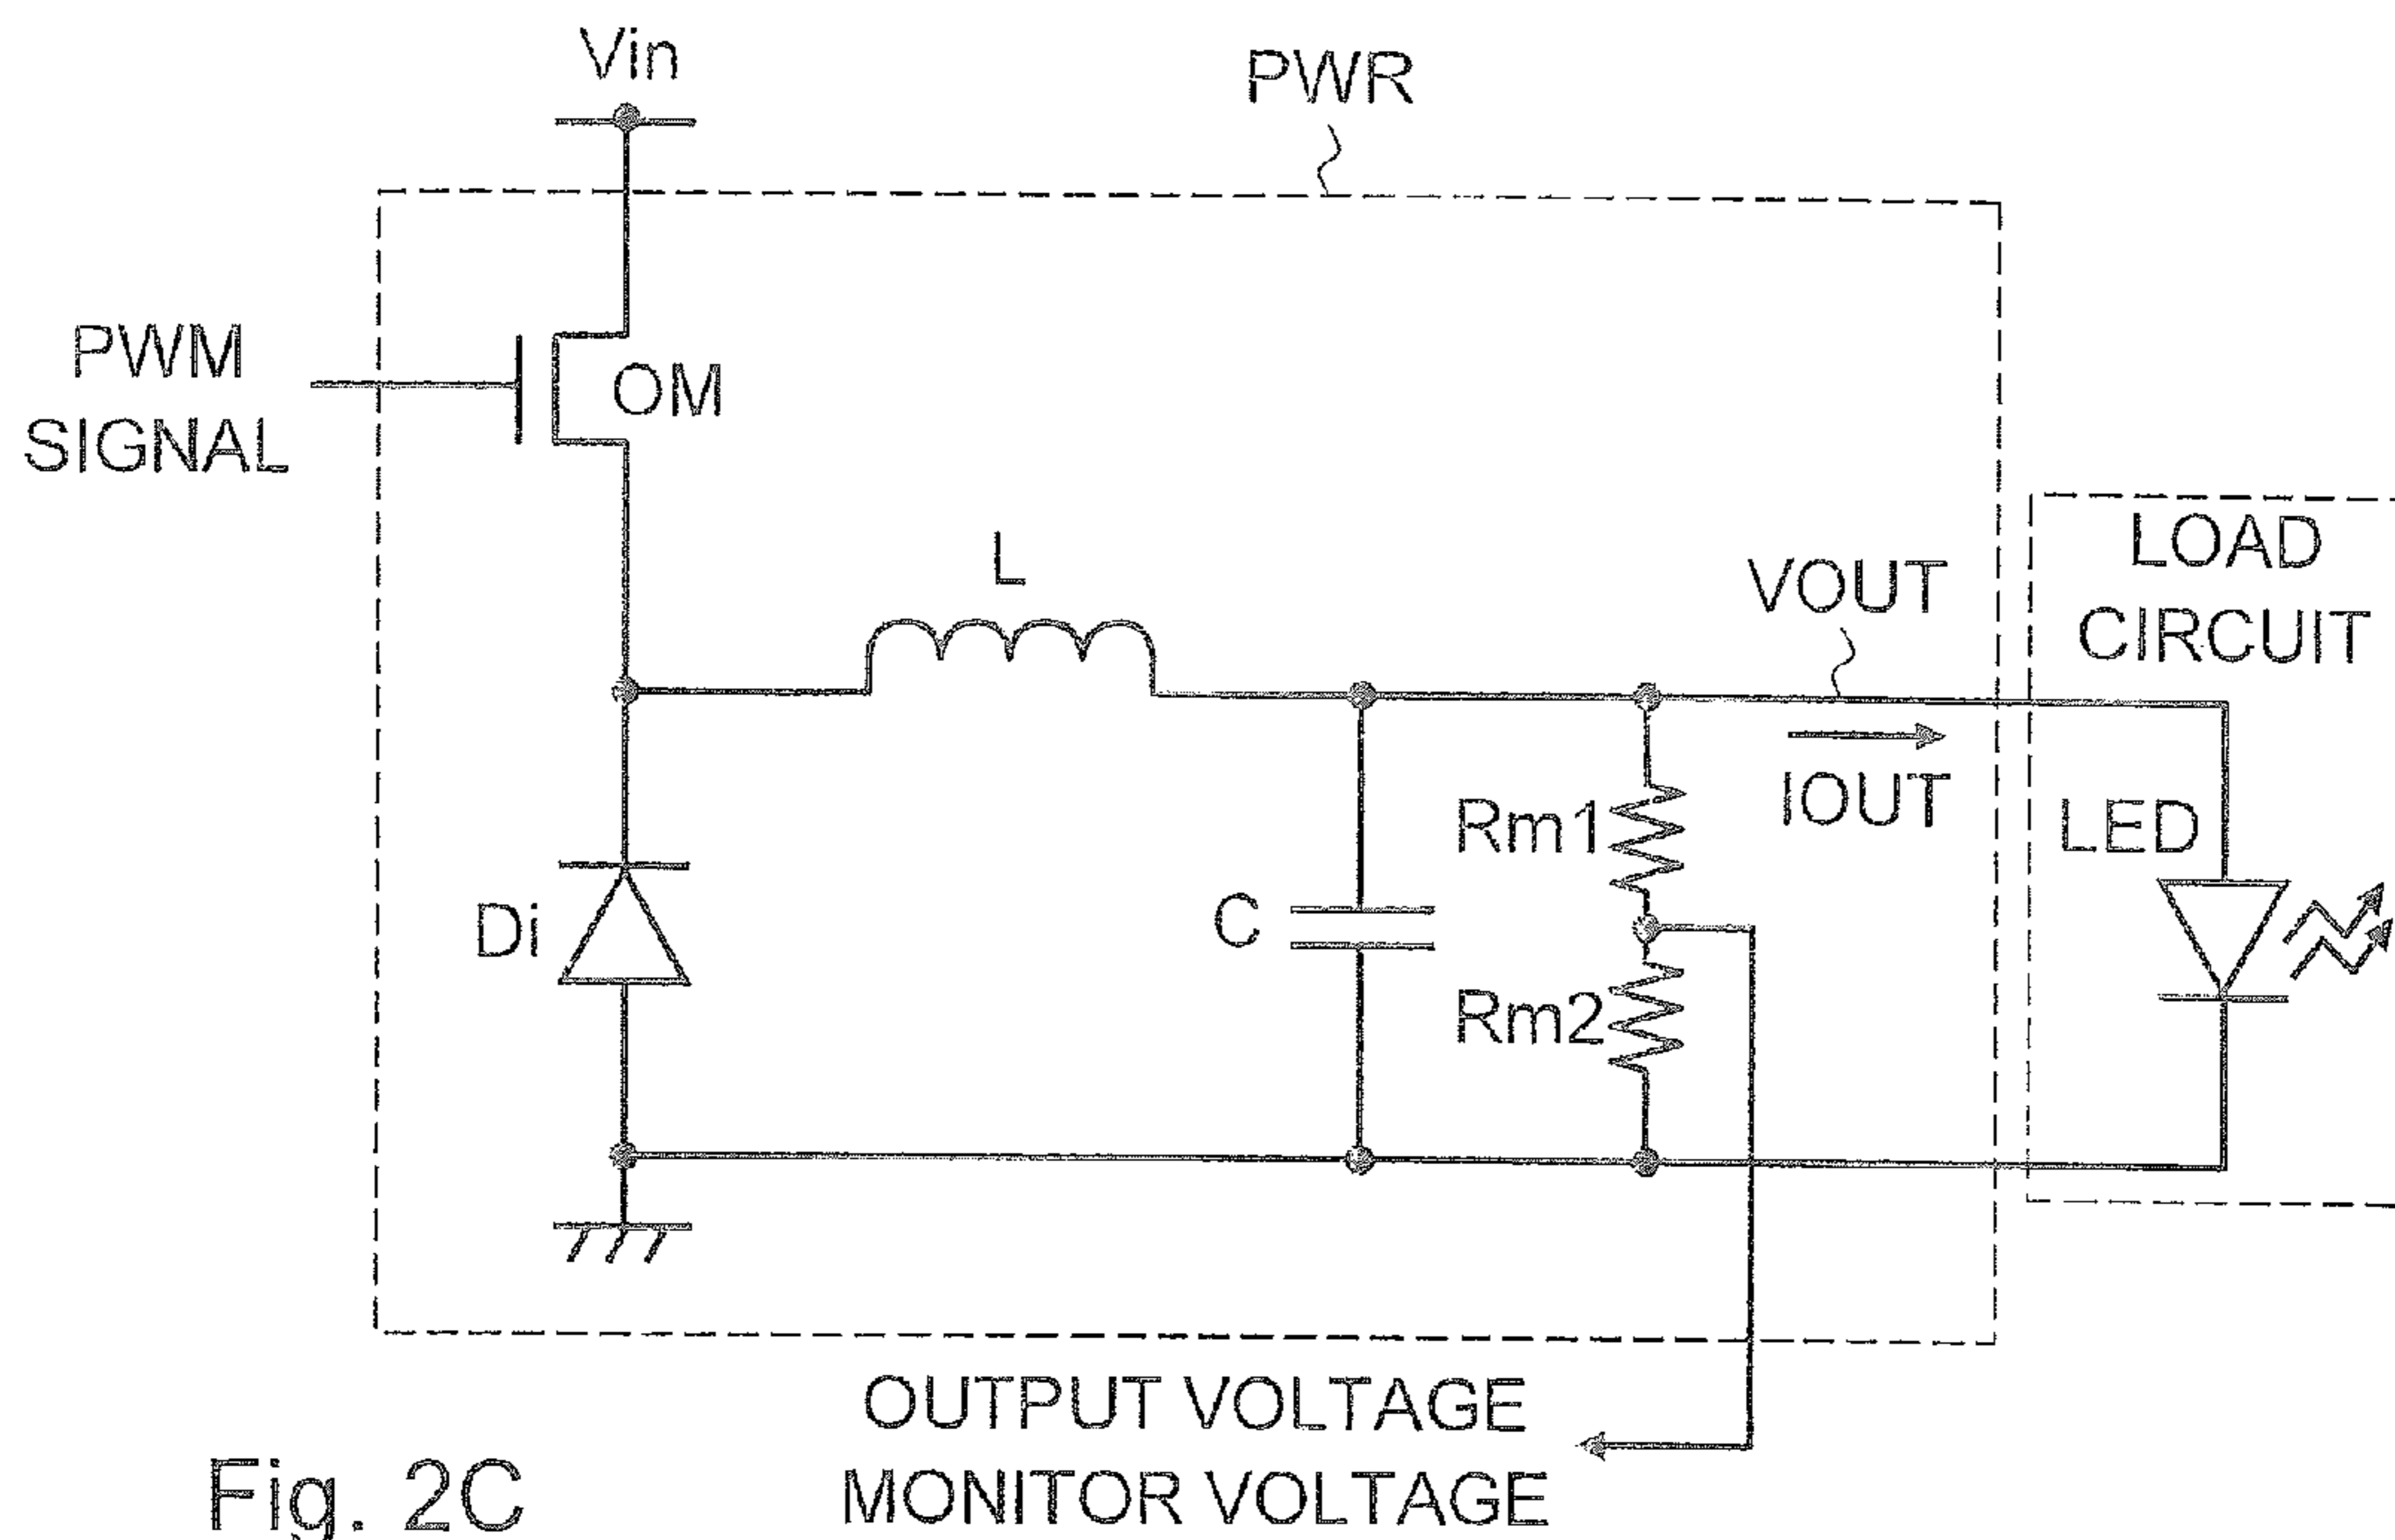 Vin
PWR
PWM
SIGNAL
OM
L
VOUT
LOAD
CIRCUIT
IOUT
Rm1
LED
Di
C
Rm2
OUTPUT VOLTAGE
MONITOR VOLTAGE
Fig. 2C